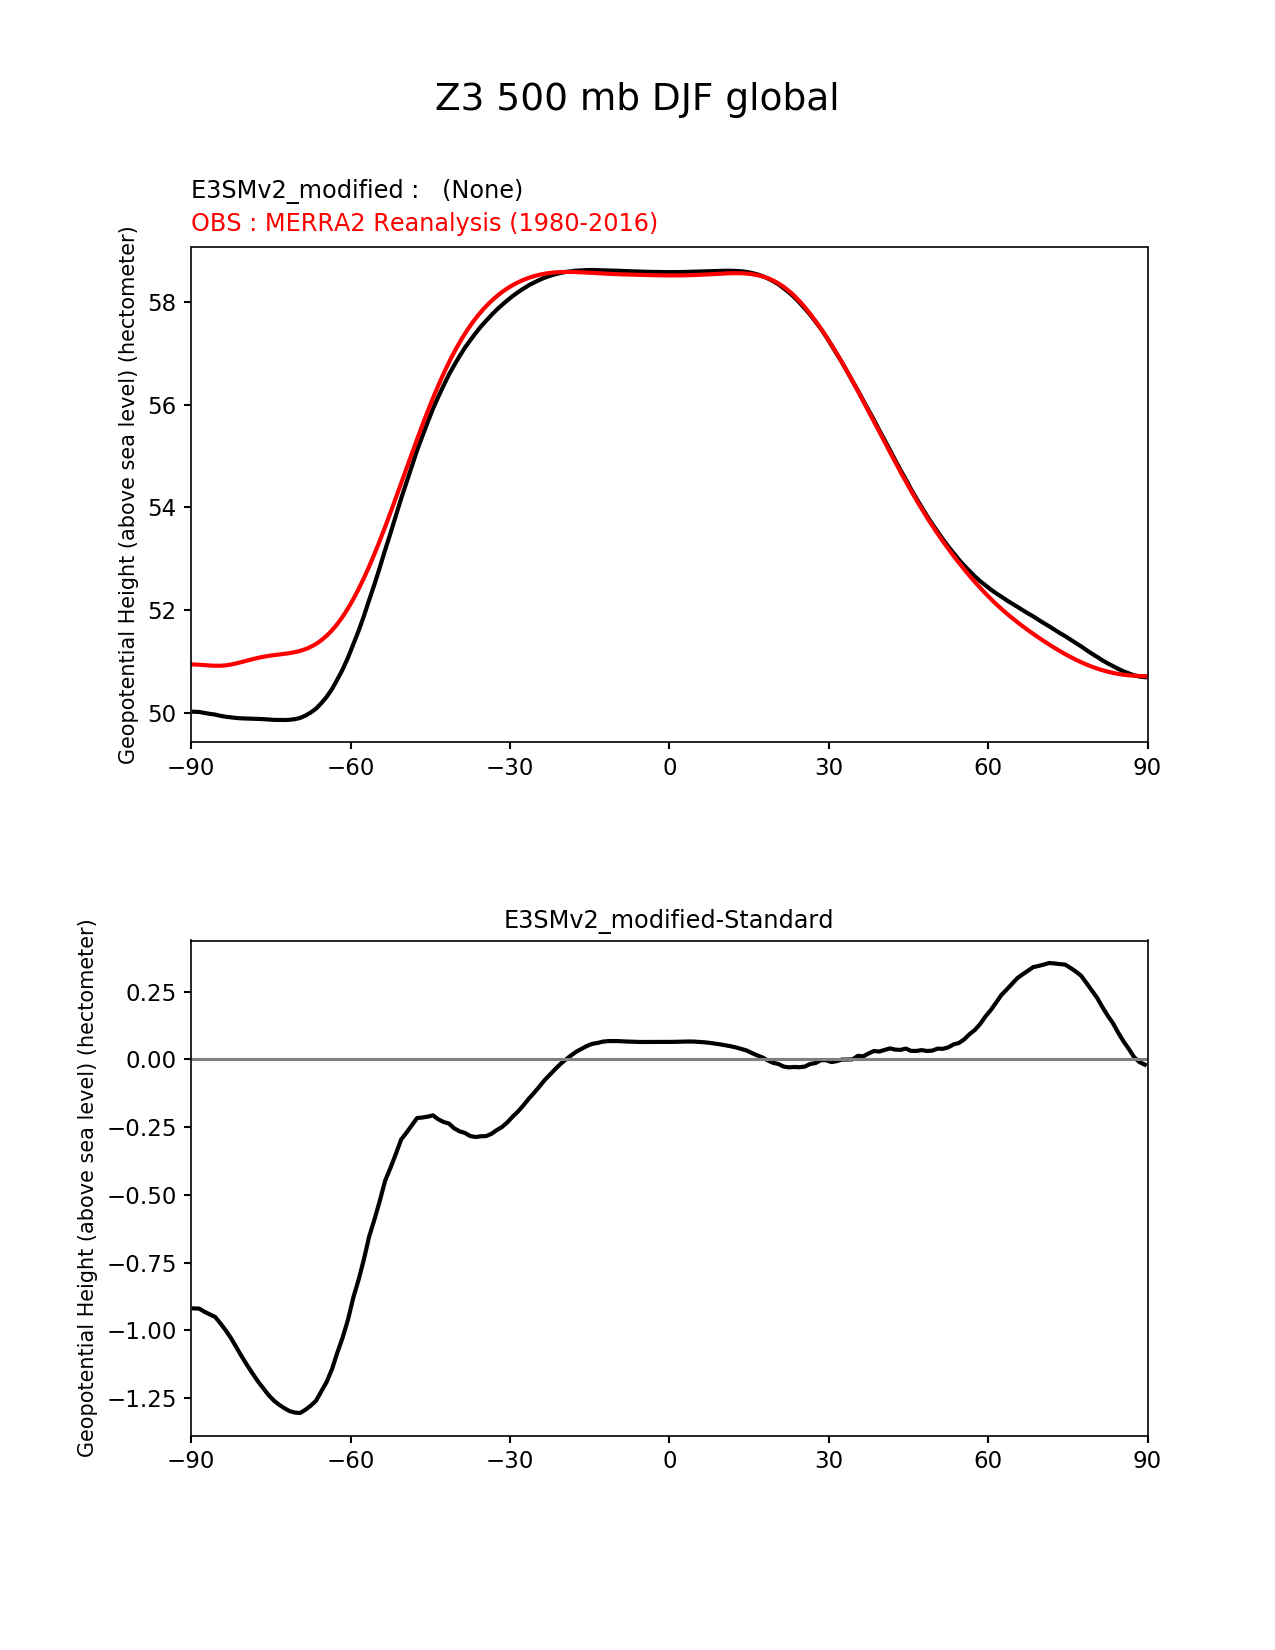 Z3 500 mb DJF global
E3SMv2_modified :   (None)
OBS : MERRA2 Reanalysis (1980-2016)
Geopotential Height (above sea level) (hectometer)
58
56
54
52
50
−90 −60 −30 0 30 60 90
E3SMv2_modified-Standard
Geopotential Height (above sea level) (hectometer)
0.25
0.00
−0.25
−0.50
−0.75
−1.00
−1.25
−90 −60 −30 0 30 60 90